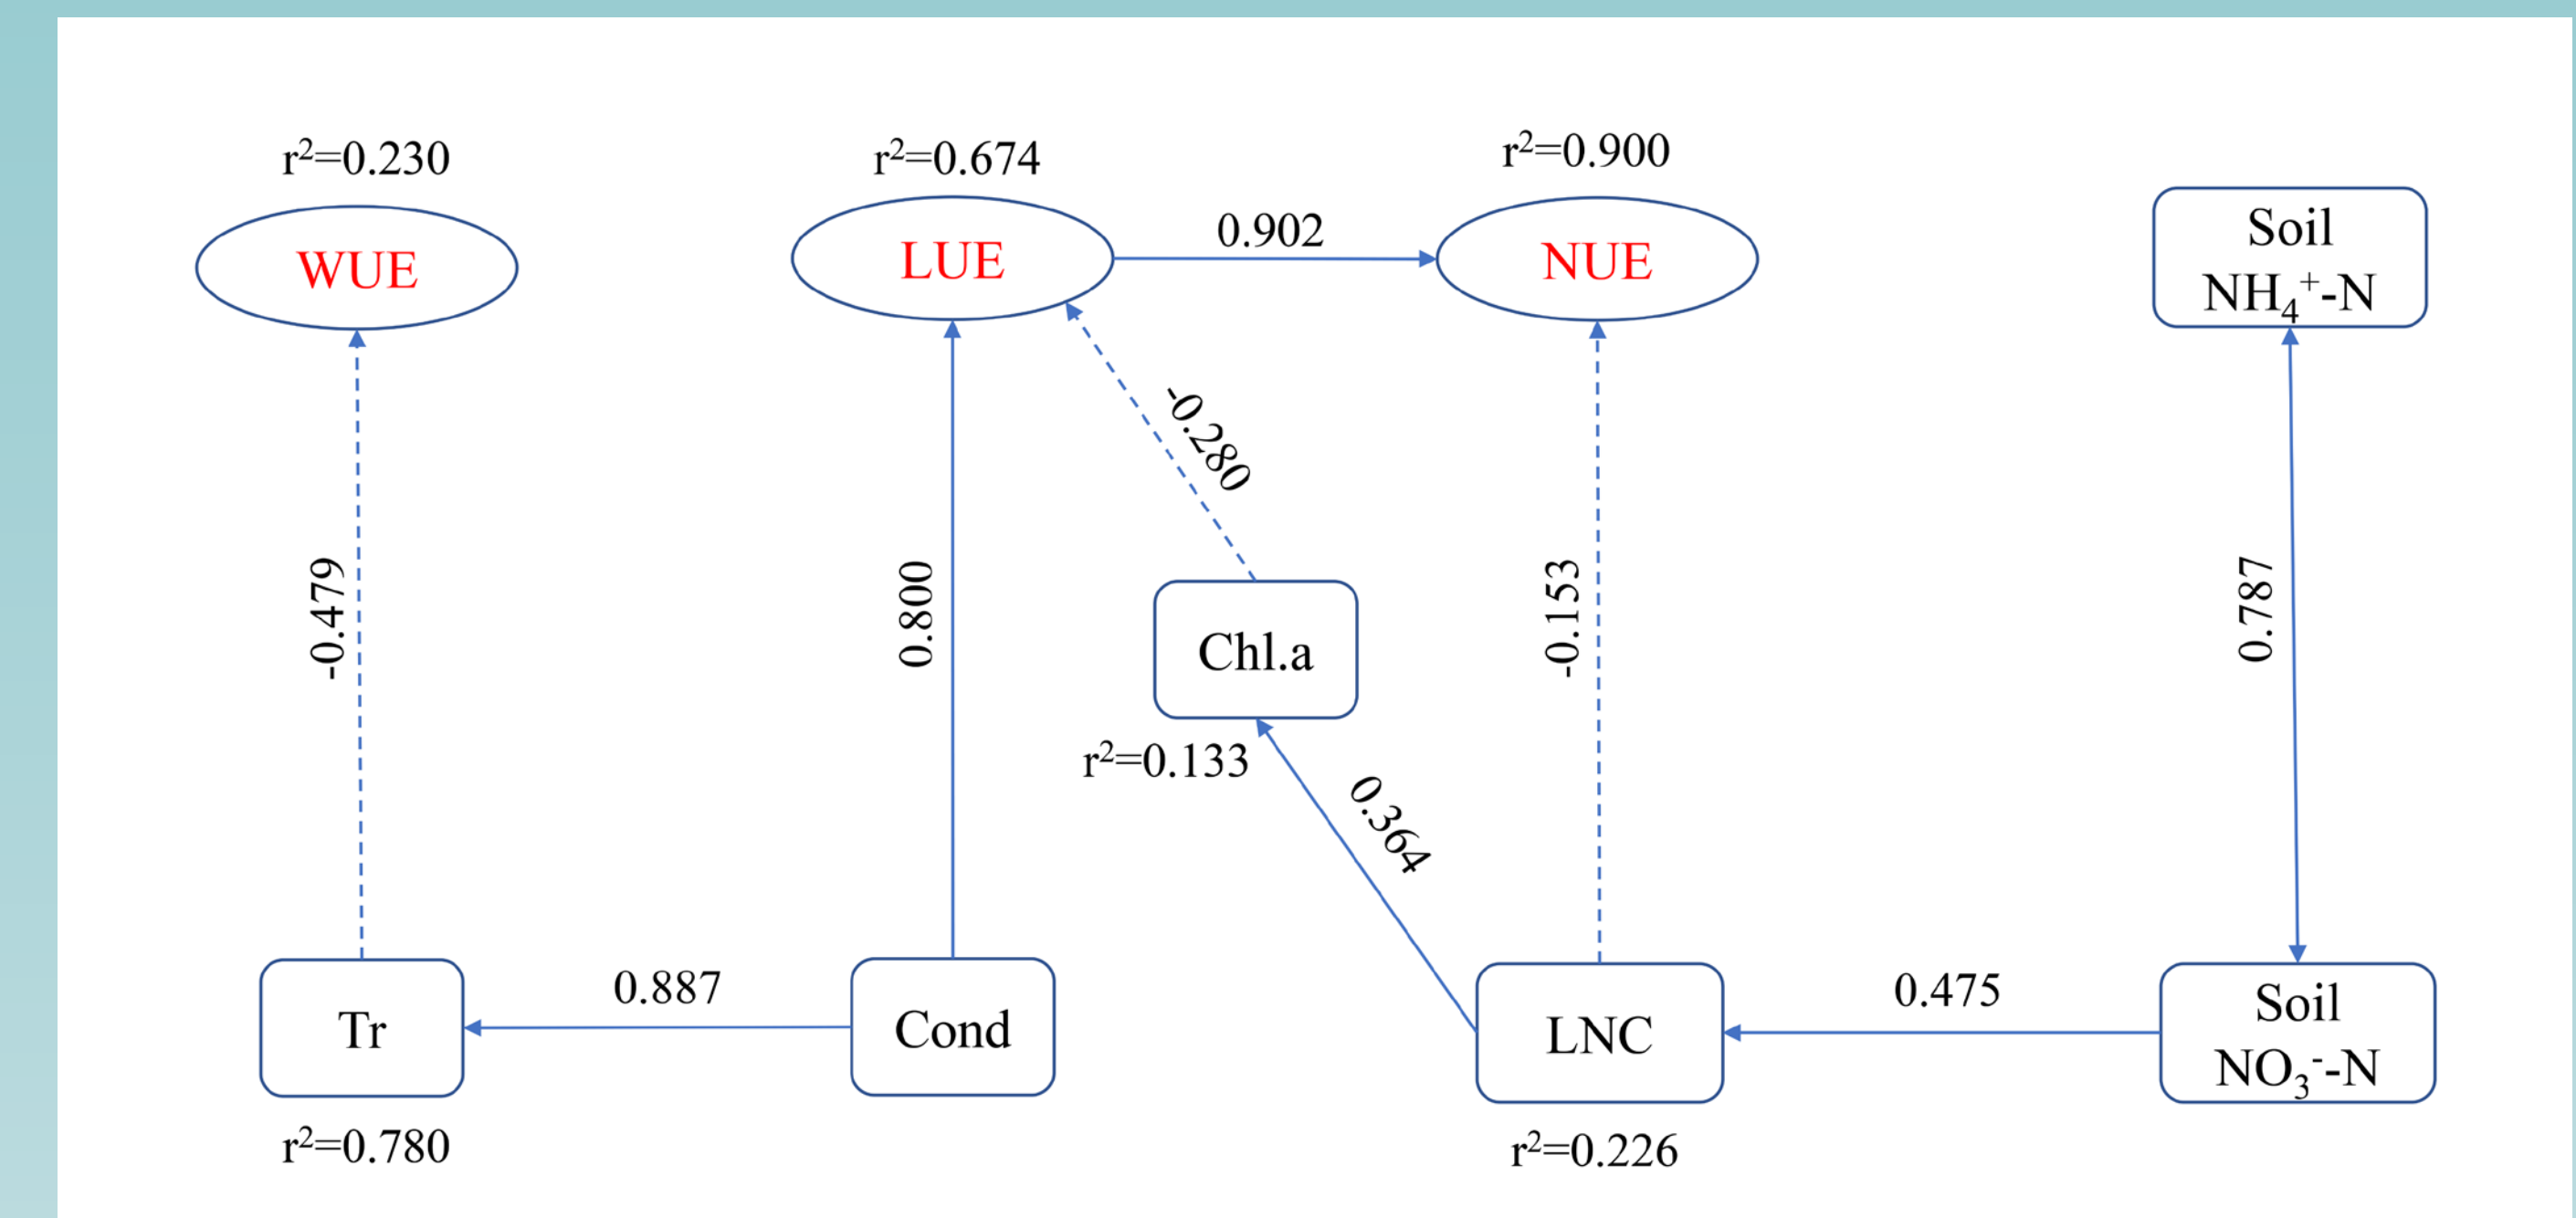 r²=0.230
r²=0.674
r²=0.900
WUE
LUE
0.902
NUE
Soil
NH₄⁺-N
-0.280
-0.479
0.800
-0.153
0.787
Chl.a
r²=0.133
0.364
Tr
0.887
Cond
LNC
0.475
Soil
NO₃⁻-N
r²=0.780
r²=0.226